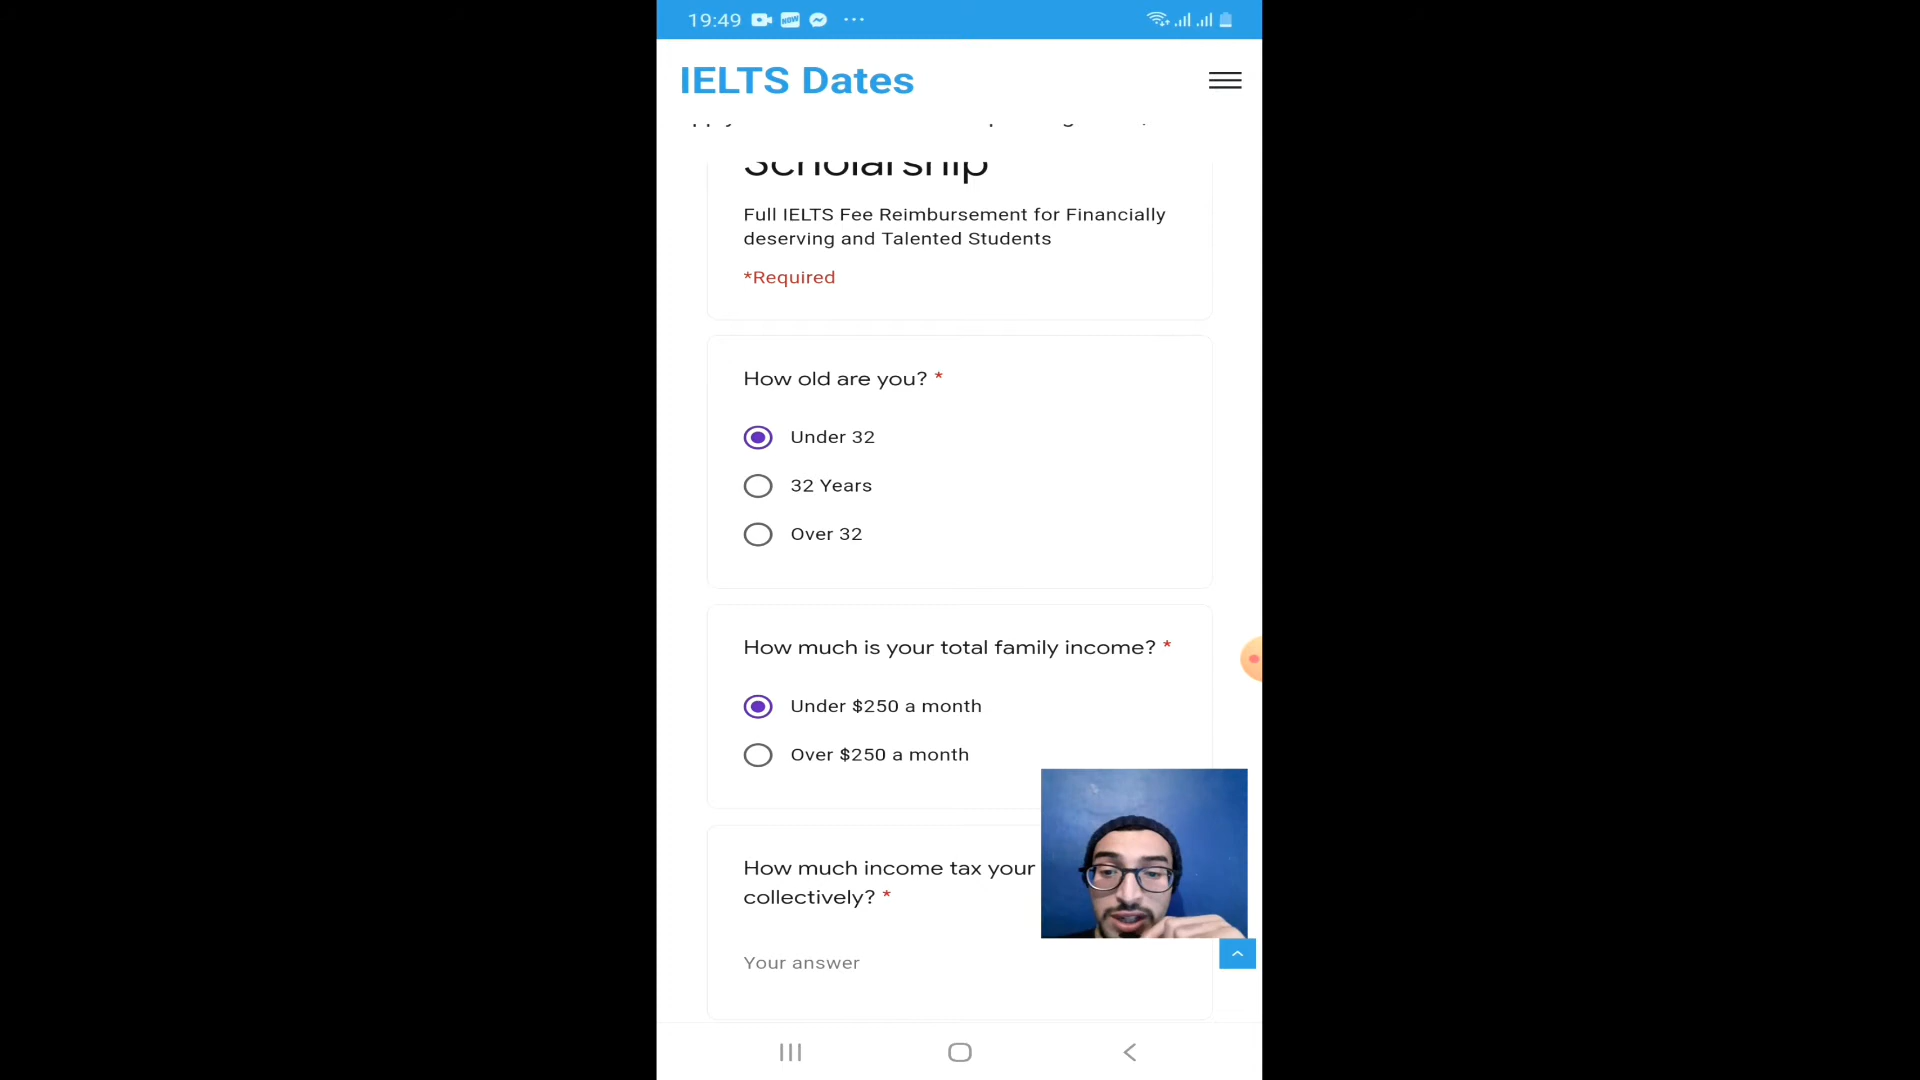 19:49
IELTS Dates
Scholarship
Full IELTS Fee Reimbursement for Financially
deserving and Talented Students
*Required
How old are you? *
Under 32
32 Years
Over 32
How much is your total family income? *
Under $250 a month
Over $250 a month
How much income tax your
collectively? *
Your answer